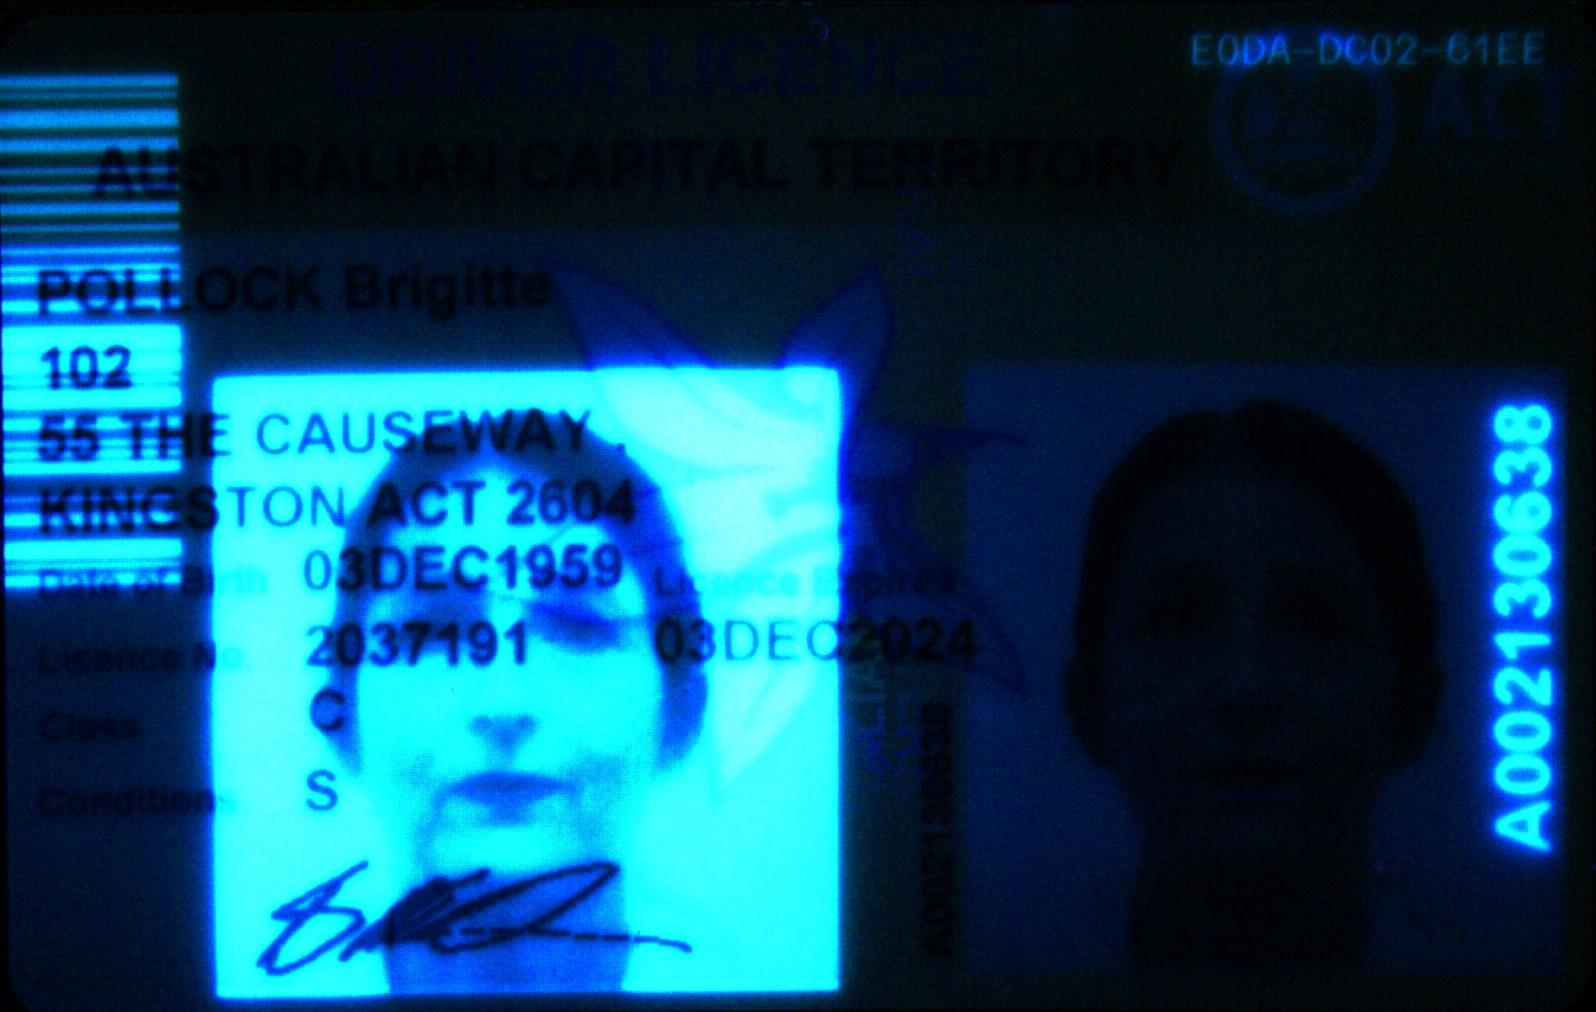 E0DA-DC02-61EE
DRIVER LICENCE
ACT
AUSTRALIAN CAPITAL TERRITORY
POLLOCK Brigitte
102
55 THE CAUSEWAY .
KINGSTON ACT 2604
Date of Birth 03DEC1959 Licence Expires
Licence No. 2037191 03DEC2024
Class C
Conditions S
A002130638
A002130638